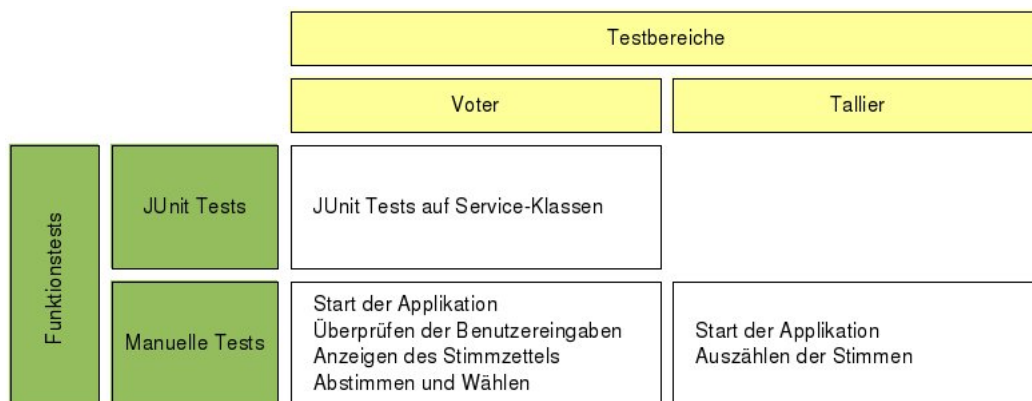 Testbereiche
Voter
Tallier
Funktionstests
JUnit Tests
JUnit Tests auf Service-Klassen
Manuelle Tests
Start der Applikation
Überprüfen der Benutzereingaben
Anzeigen des Stimmzettels
Abstimmen und Wählen
Start der Applikation
Auszählen der Stimmen